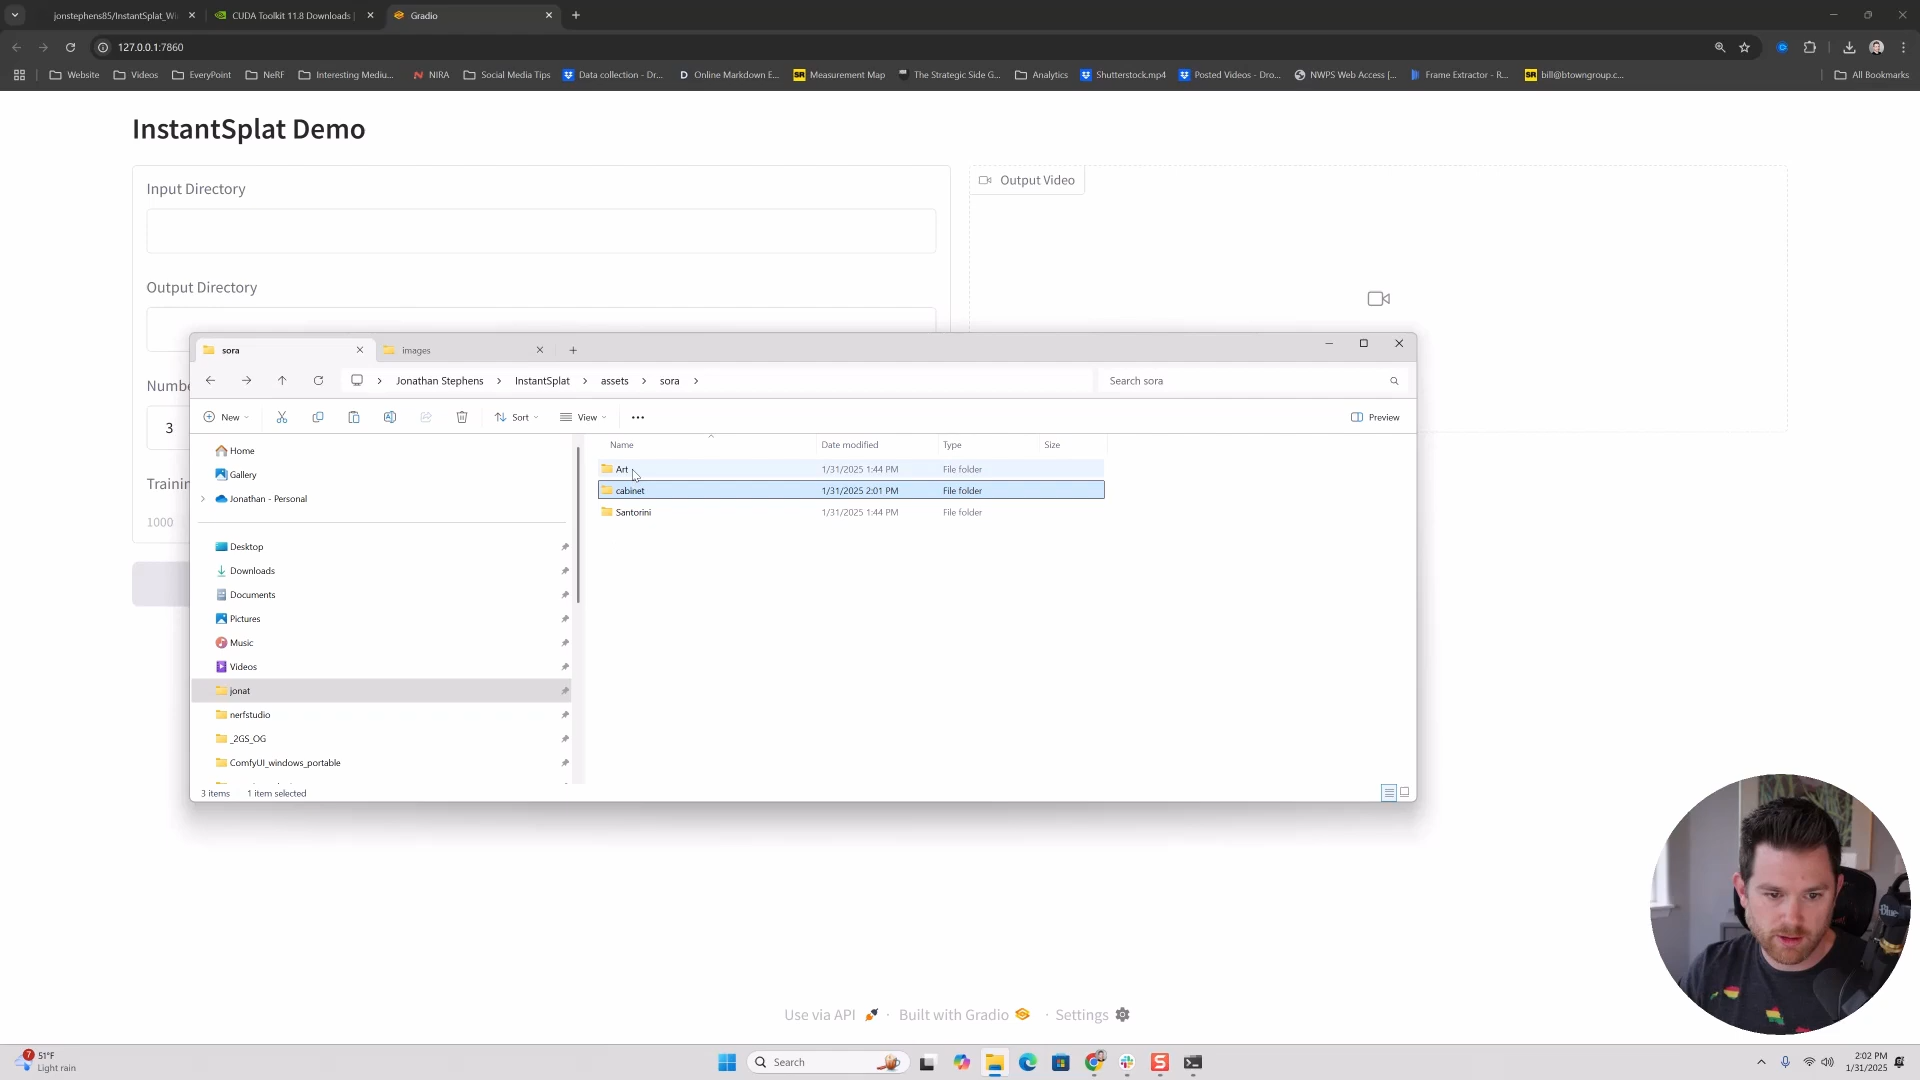 jonstephens85/InstantSplat_Wi
CUDA Toolkit 11.8 Downloads |
Gradio
127.0.0.1:7860
Website
Videos
EveryPoint
NeRF
Interesting Mediu...
NIRA
Social Media Tips
Data collection - Dr...
Online Markdown E...
Measurement Map
The Strategic Side G...
Analytics
Shutterstock.mp4
Posted Videos - Dro...
NWPS Web Access [...
Frame Extractor - R...
bill@btowngroup.c...
All Bookmarks
InstantSplat Demo
Input Directory
Output Video
Output Directory
Numbe
3
Trainin
1000
sora
images
Jonathan Stephens > InstantSplat > assets > sora >
Search sora
New
Sort
View
Preview
Home
Gallery
Jonathan - Personal
Desktop
Downloads
Documents
Pictures
Music
Videos
jonat
nerfstudio
_2GS_OG
ComfyUI_windows_portable
Name Date modified Type Size
Art 1/31/2025 1:44 PM File folder
cabinet 1/31/2025 2:01 PM File folder
Santorini 1/31/2025 1:44 PM File folder
3 items 1 item selected
Use via API · Built with Gradio · Settings
7
51°F
Light rain
Search
2:02 PM
1/31/2025
Blue